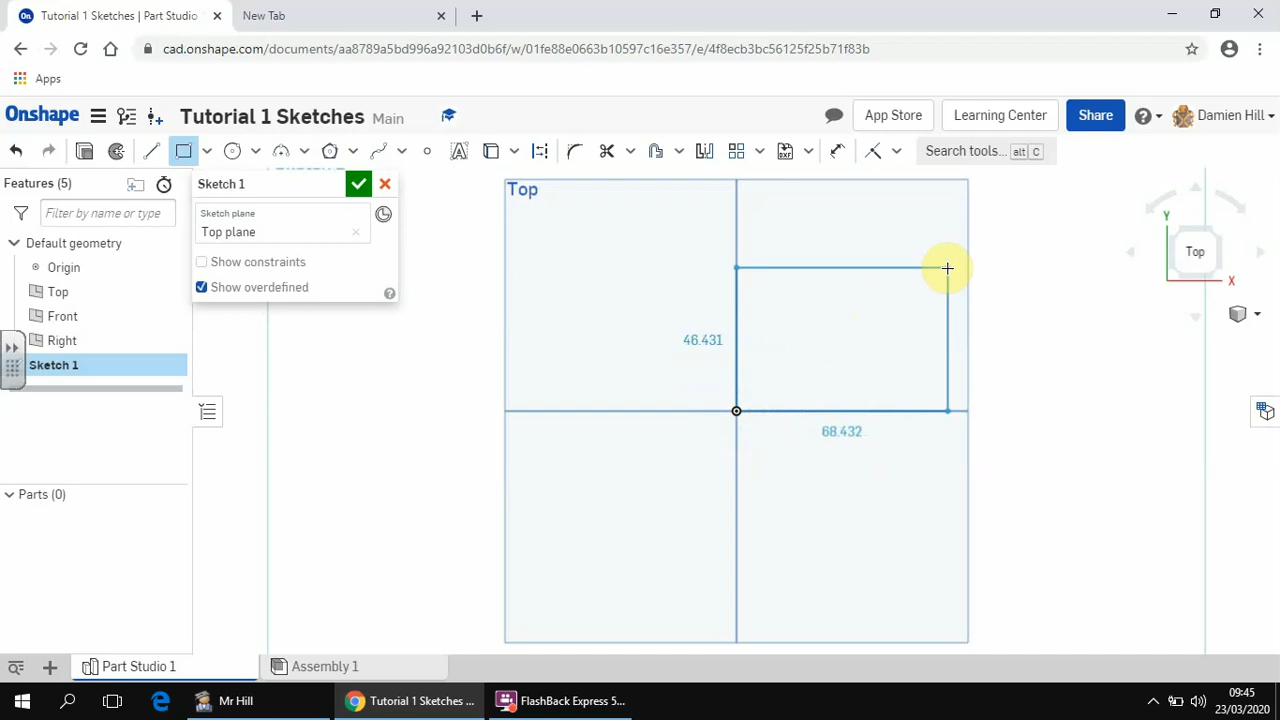 Tutorial 1 Sketches | Part Studio
New Tab
cad.onshape.com/documents/aa8789a5bd996a92103d0b6f/w/01fe88e0663b10597c16e357/e/4f8ecb3bc56125f25b71f83b
Apps
Onshape
Tutorial 1 Sketches Main
App Store
Learning Center
Share
Damien Hill
Search tools... alt C
Features (5)
Filter by name or type
Default geometry
Origin
Top
Front
Right
Sketch 1
Parts (0)
Sketch 1
Sketch plane
Top plane
Show constraints
Show overdefined
Top
46.431
68.432
Y
Top
X
Part Studio 1
Assembly 1
Mr Hill
Tutorial 1 Sketches ...
FlashBack Express 5...
09:45
23/03/2020